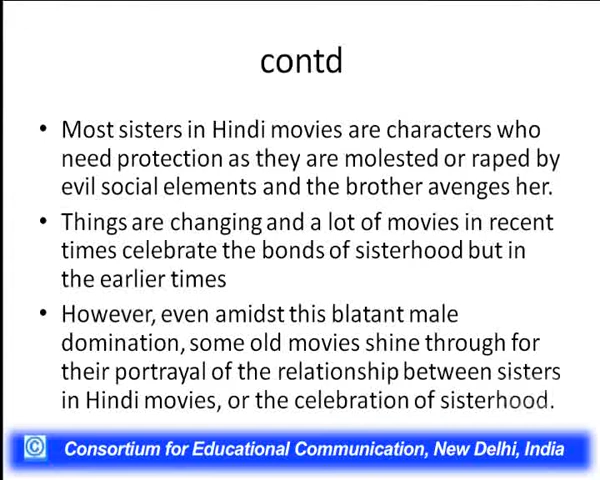 contd
• Most sisters in Hindi movies are characters who
need protection as they are molested or raped by
evil social elements and the brother avenges her.
• Things are changing and a lot of movies in recent
times celebrate the bonds of sisterhood but in
the earlier times
• However, even amidst this blatant male
domination, some old movies shine through for
their portrayal of the relationship between sisters
in Hindi movies, or the celebration of sisterhood.
© Consortium for Educational Communication, New Delhi, India